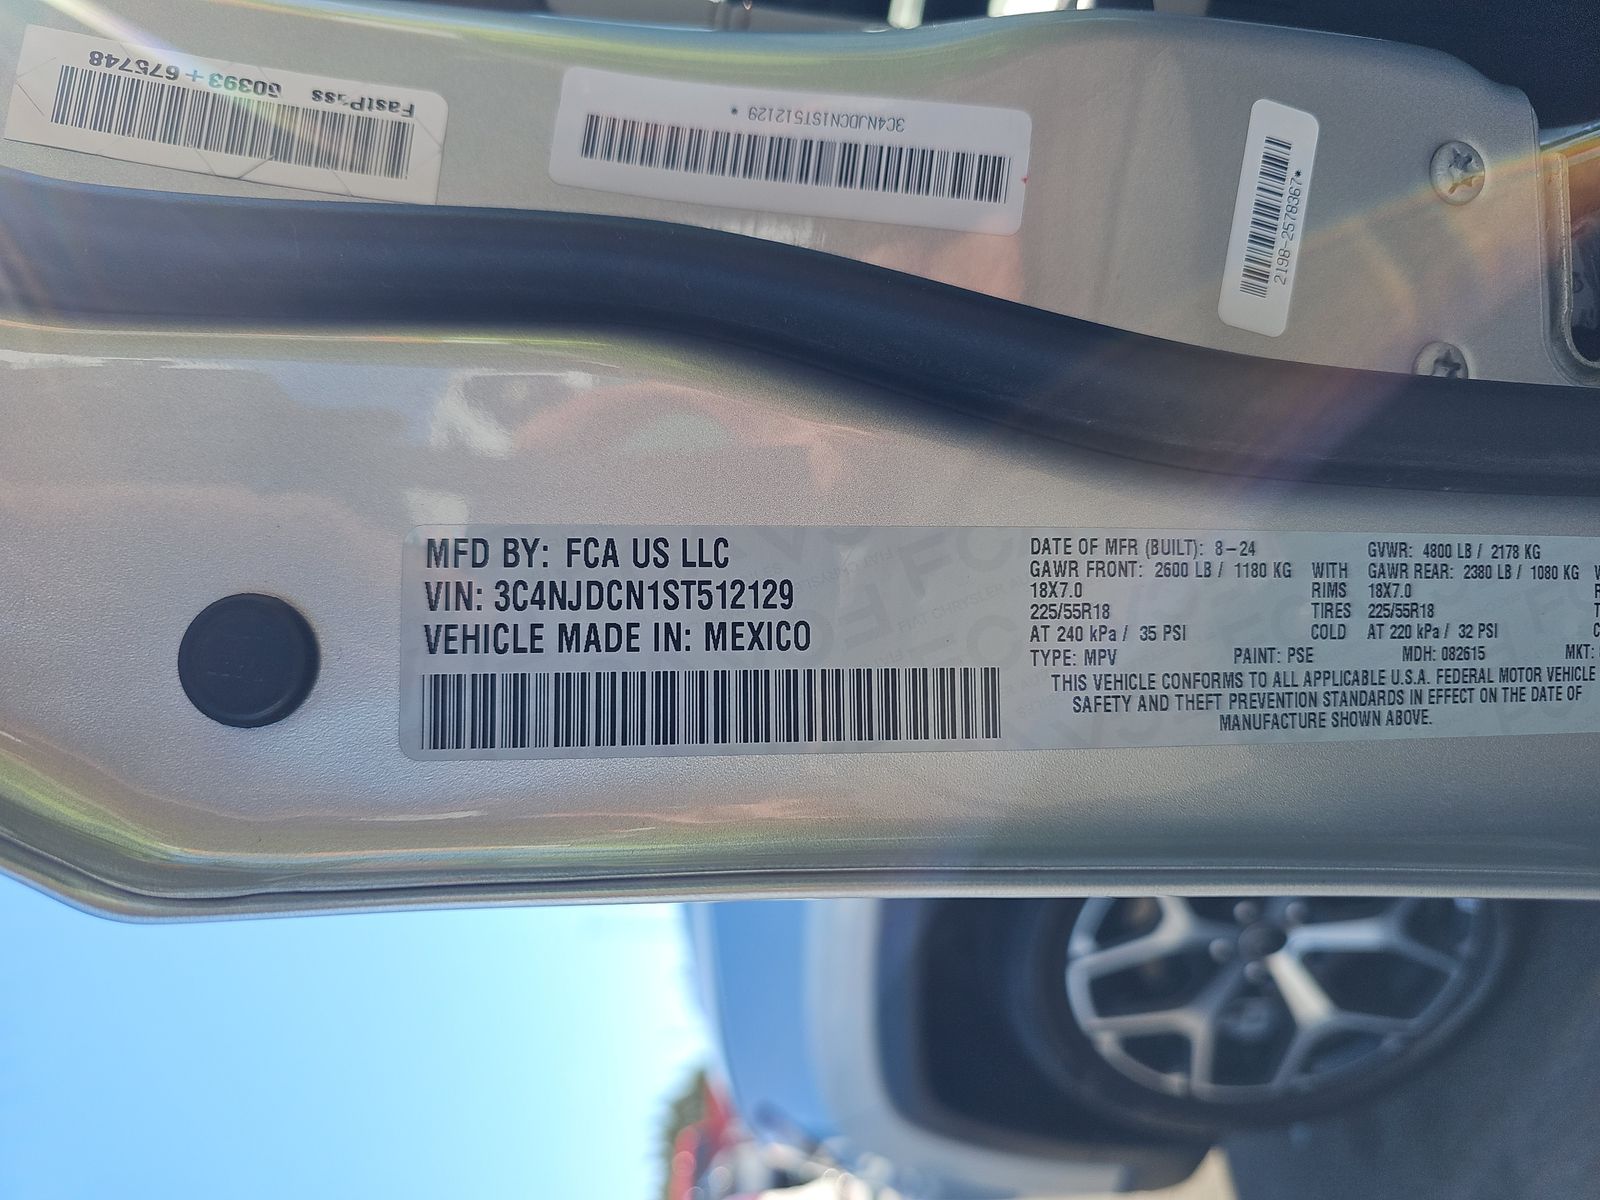 FastPass 60393+675748
3C4NJDCN1ST512129 *
2198-2578367*
MFD BY: FCA US LLC
VIN: 3C4NJDCN1ST512129
VEHICLE MADE IN: MEXICO
DATE OF MFR (BUILT): 8-24 GVWR: 4800 LB / 2178 KG
GAWR FRONT: 2600 LB / 1180 KG WITH GAWR REAR: 2380 LB / 1080 KG
18X7.0 RIMS 18X7.0
225/55R18 TIRES 225/55R18
AT 240 kPa / 35 PSI COLD AT 220 kPa / 32 PSI
TYPE: MPV PAINT: PSE MDH: 082615 MKT:
THIS VEHICLE CONFORMS TO ALL APPLICABLE U.S.A. FEDERAL MOTOR VEHICLE
SAFETY AND THEFT PREVENTION STANDARDS IN EFFECT ON THE DATE OF
MANUFACTURE SHOWN ABOVE.